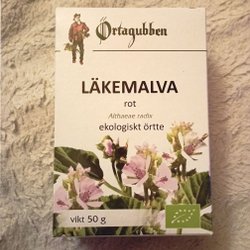 Örtagubben
LÄKEMALVA
rot
Althaeae radix
ekologiskt örtte
vikt 50 g